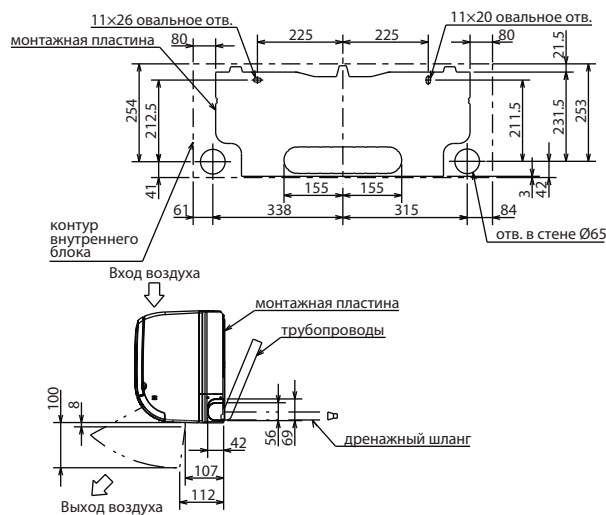 11×26 овальное отв.
11×20 овальное отв.
монтажная пластина
80
225
225
80
21.5
254
212.5
41
211.5
231.5
253
155
155
3
42
61
338
315
84
контур
внутреннего
блока
отв. в стене Ø65
Вход воздуха
монтажная пластина
трубопроводы
100
8
56
69
42
дренажный шланг
107
112
Выход воздуха